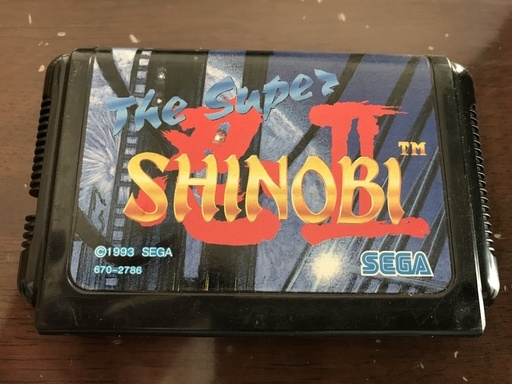 The Super
忍 II
SHINOBI TM
©1993 SEGA
670-2786
SEGA